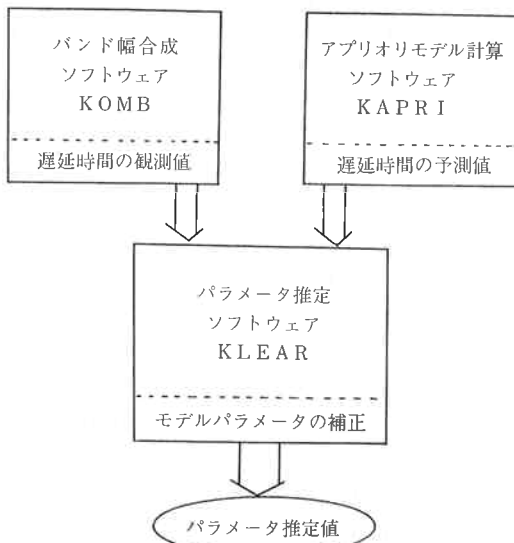 バンド幅合成
ソフトウェア
KOMB
遅延時間の観測値
アプリオリモデル計算
ソフトウェア
KAPRI
遅延時間の予測値
パラメータ推定
ソフトウェア
KLEAR
モデルパラメータの補正
パラメータ推定値